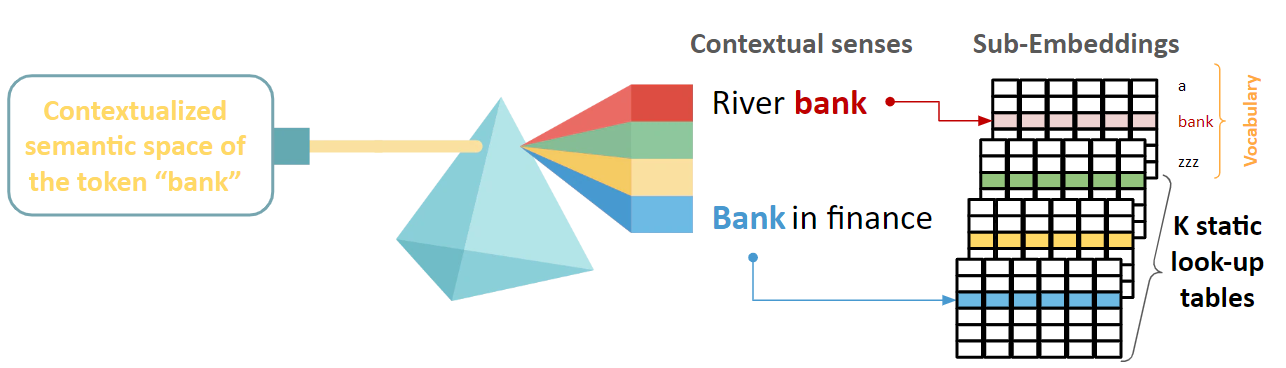 Contextualized
semantic space of
the token “bank”
Contextual senses
River bank
Bank in finance
Sub-Embeddings
a
bank
zzz
Vocabulary
K static
look-up
tables